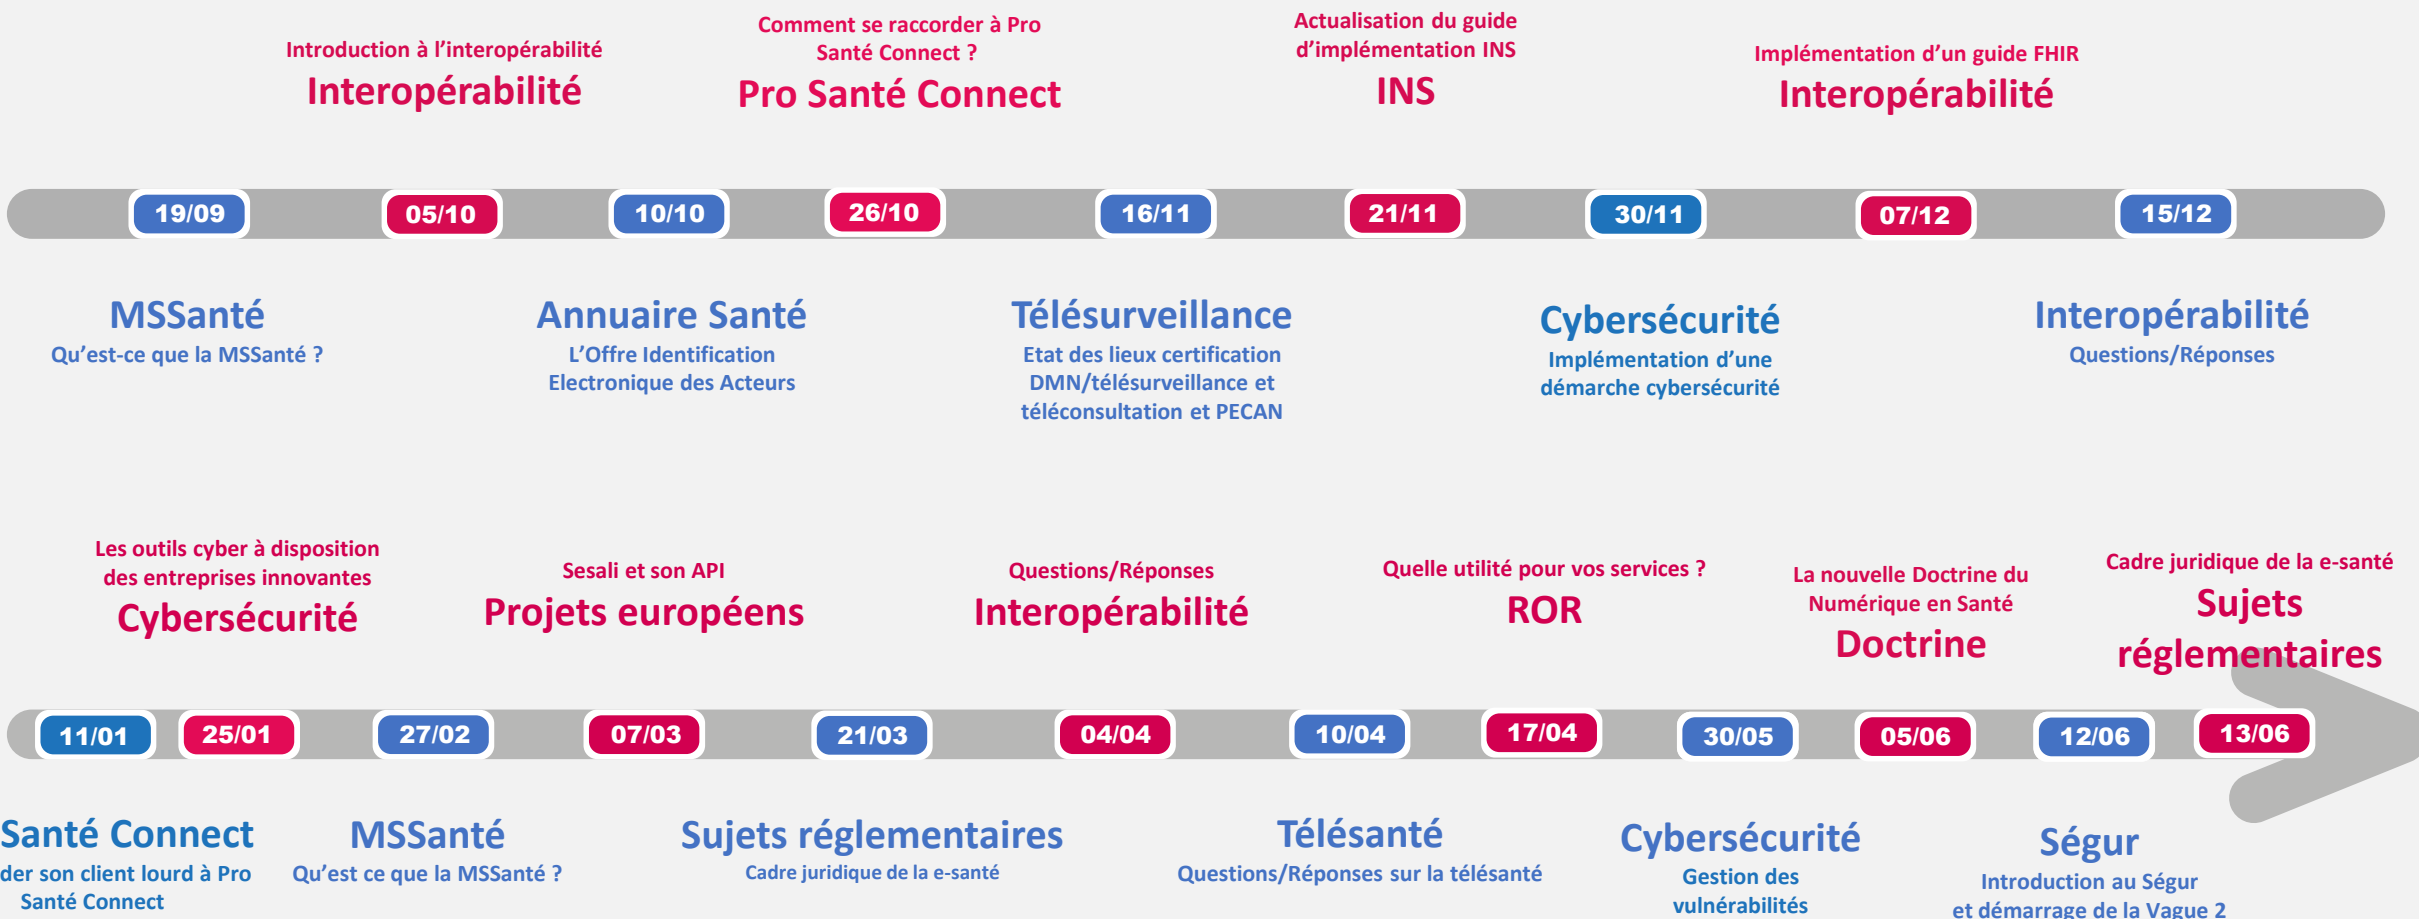 Introduction à l'interopérabilité
Interopérabilité
Comment se raccorder à Pro
Santé Connect ?
Pro Santé Connect
Actualisation du guide
d'implémentation INS
INS
Implémentation d'un guide FHIR
Interopérabilité
19/09
05/10
10/10
26/10
16/11
21/11
30/11
07/12
15/12
MSSanté
Qu'est-ce que la MSSanté ?
Annuaire Santé
L'Offre Identification
Electronique des Acteurs
Télésurveillance
Etat des lieux certification
DMN/télésurveillance et
téléconsultation et PECAN
Cybersécurité
Implémentation d'une
démarche cybersécurité
Interopérabilité
Questions/Réponses
Les outils cyber à disposition
des entreprises innovantes
Cybersécurité
Sesali et son API
Projets européens
Questions/Réponses
Interopérabilité
Quelle utilité pour vos services ?
ROR
La nouvelle Doctrine du
Numérique en Santé
Doctrine
Cadre juridique de la e-santé
Sujets
réglementaires
11/01
25/01
27/02
07/03
21/03
04/04
10/04
17/04
30/05
05/06
12/06
13/06
Santé Connect
der son client lourd à Pro
Santé Connect
MSSanté
Qu'est ce que la MSSanté ?
Sujets réglementaires
Cadre juridique de la e-santé
Télésanté
Questions/Réponses sur la télésanté
Cybersécurité
Gestion des
vulnérabilités
Ségur
Introduction au Ségur
et démarrage de la Vague 2